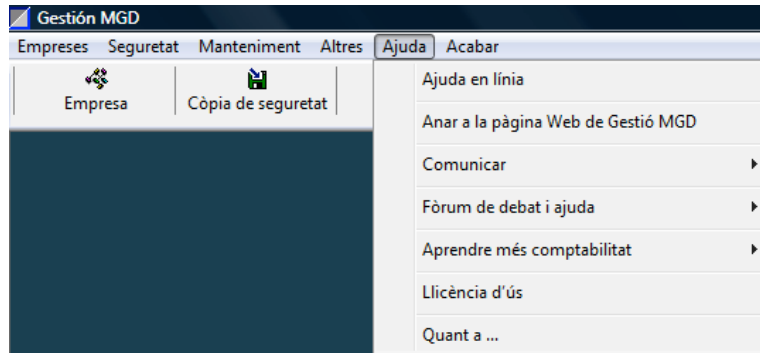 Gestión MGD
Empreses Seguretat Manteniment Altres Ajuda Acabar
Empresa Còpia de seguretat
Ajuda en línia
Anar a la pàgina Web de Gestió MGD
Comunicar
Fòrum de debat i ajuda
Aprendre més comptabilitat
Llicència d'ús
Quant a ...